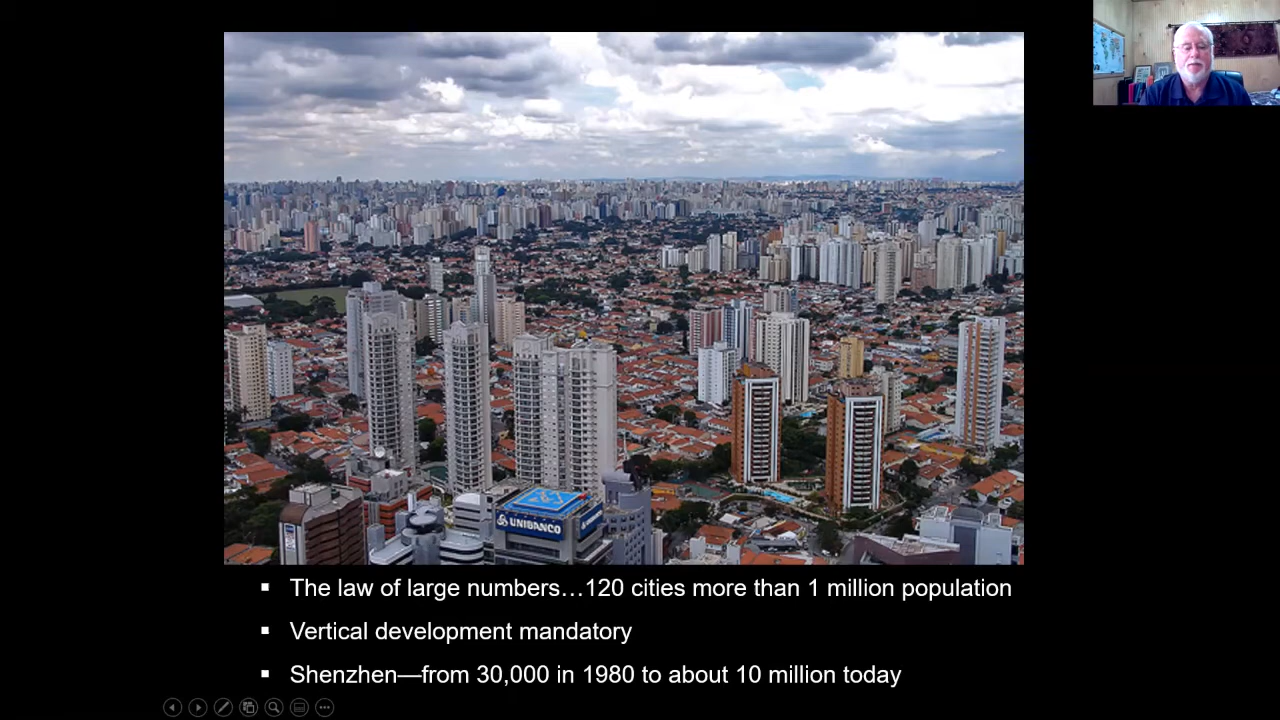 UNIBANCO
The law of large numbers…120 cities more than 1 million population
Vertical development mandatory
Shenzhen—from 30,000 in 1980 to about 10 million today